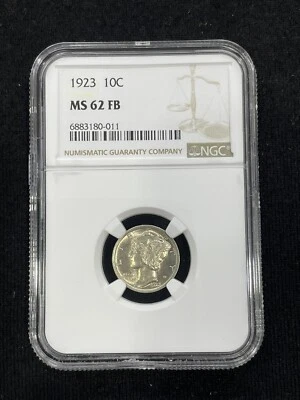 1923 10C
MS 62 FB
6883180-011
NUMISMATIC GUARANTY COMPANY
NGC